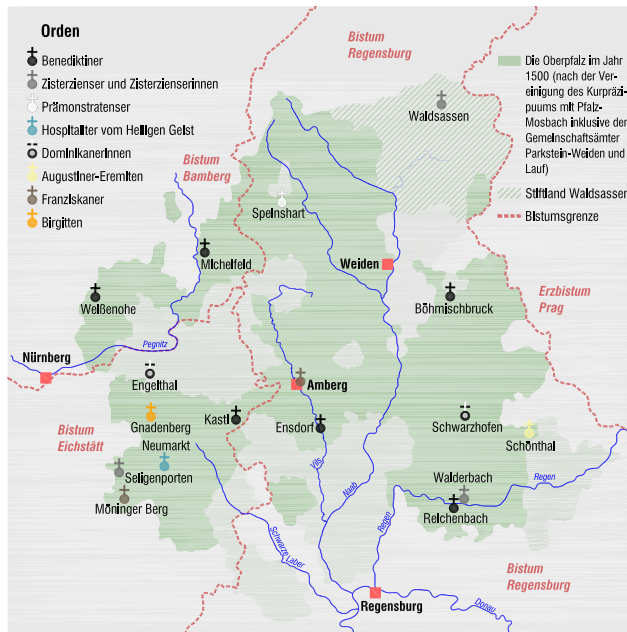 Orden
Benediktiner
Zisterzienser und Zisterzienserinnen
Prämonstratenser
Hospitaliter vom Heiligen Geist
Dominikanerinnen
Augustiner-Eremiten
Franziskaner
Birgitten
Bistum
Regensburg
Die Oberpfalz im Jahr
1500 (nach der Ver-
einigung des Kurpräzi-
puums mit Pfalz-
Mosbach inklusive der
Gemeinschaftsämter
Parkstein-Weiden und
Lauf)
Stiftland Waldsassen
Bistumsgrenze
Waldsassen
Bistum
Bamberg
Speinshart
Michelfeld
Weiden
Weißenohe
Böhmischbruck
Erzbistum
Prag
Pegnitz
Nürnberg
Engelthal
Amberg
Bistum
Eichstätt
Gnadenberg
Kastl
Ensdorf
Schwarzhofen
Schönthal
Neumarkt
Seligenporten
Möninger Berg
Vils
Naab
Walderbach
Regen
Reichenbach
Regen
Schwarze Laber
Bistum
Regensburg
Regensburg
Donau